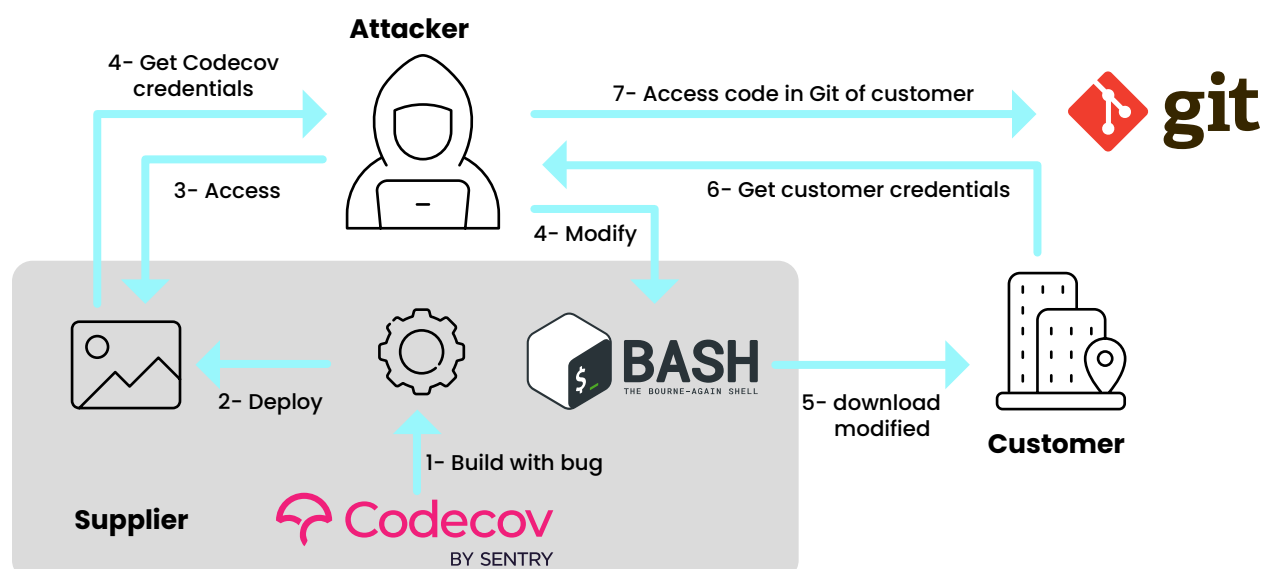 Attacker
4- Get Codecov
credentials
7- Access code in Git of customer
git
3- Access
6- Get customer credentials
4- Modify
$_
BASH
THE BOURNE-AGAIN SHELL
2- Deploy
5- download
modified
Customer
1- Build with bug
Supplier
Codecov
BY SENTRY